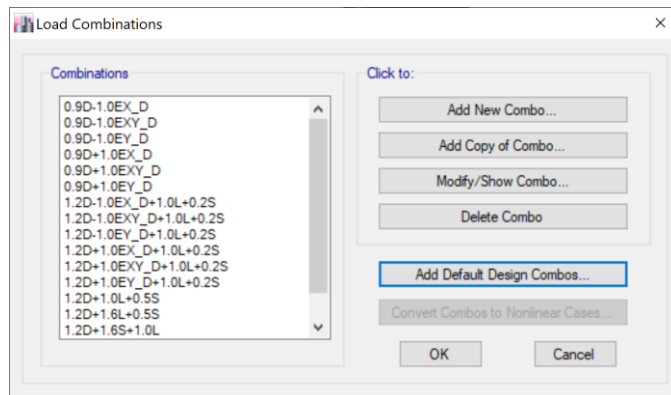 Load Combinations
Combinations
0.9D-1.0EX_D
0.9D-1.0EXY_D
0.9D-1.0EY_D
0.9D+1.0EX_D
0.9D+1.0EXY_D
0.9D+1.0EY_D
1.2D-1.0EX_D+1.0L+0.2S
1.2D-1.0EXY_D+1.0L+0.2S
1.2D-1.0EY_D+1.0L+0.2S
1.2D+1.0EX_D+1.0L+0.2S
1.2D+1.0EXY_D+1.0L+0.2S
1.2D+1.0EY_D+1.0L+0.2S
1.2D+1.0L+0.5S
1.2D+1.6L+0.5S
1.2D+1.6S+1.0L
Click to:
Add New Combo...
Add Copy of Combo...
Modify/Show Combo...
Delete Combo
Add Default Design Combos...
Convert Combos to Nonlinear Cases...
OK
Cancel